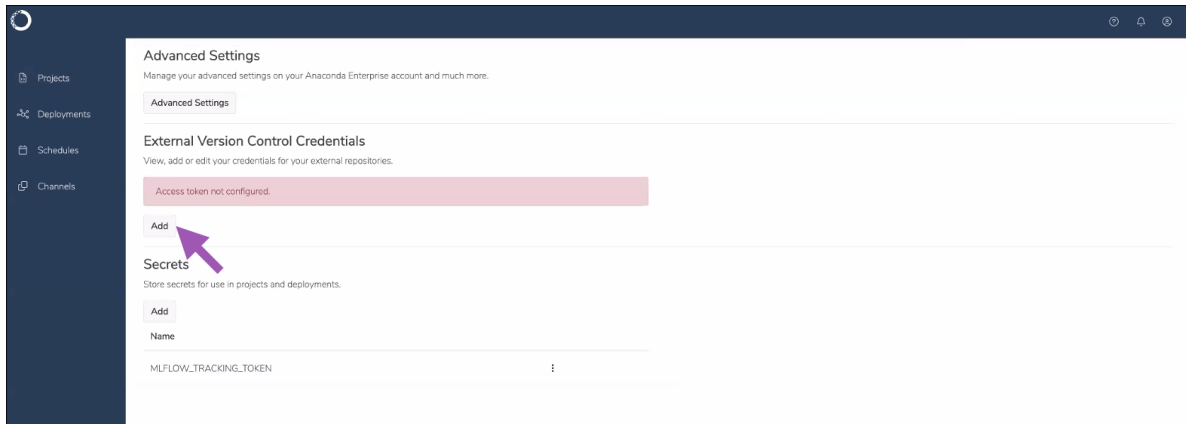 Projects
Deployments
Schedules
Channels
Advanced Settings
Manage your advanced settings on your Anaconda Enterprise account and much more.
Advanced Settings
External Version Control Credentials
View, add or edit your credentials for your external repositories.
Access token not configured.
Add
Secrets
Store secrets for use in projects and deployments.
Add
Name
MLFLOW_TRACKING_TOKEN